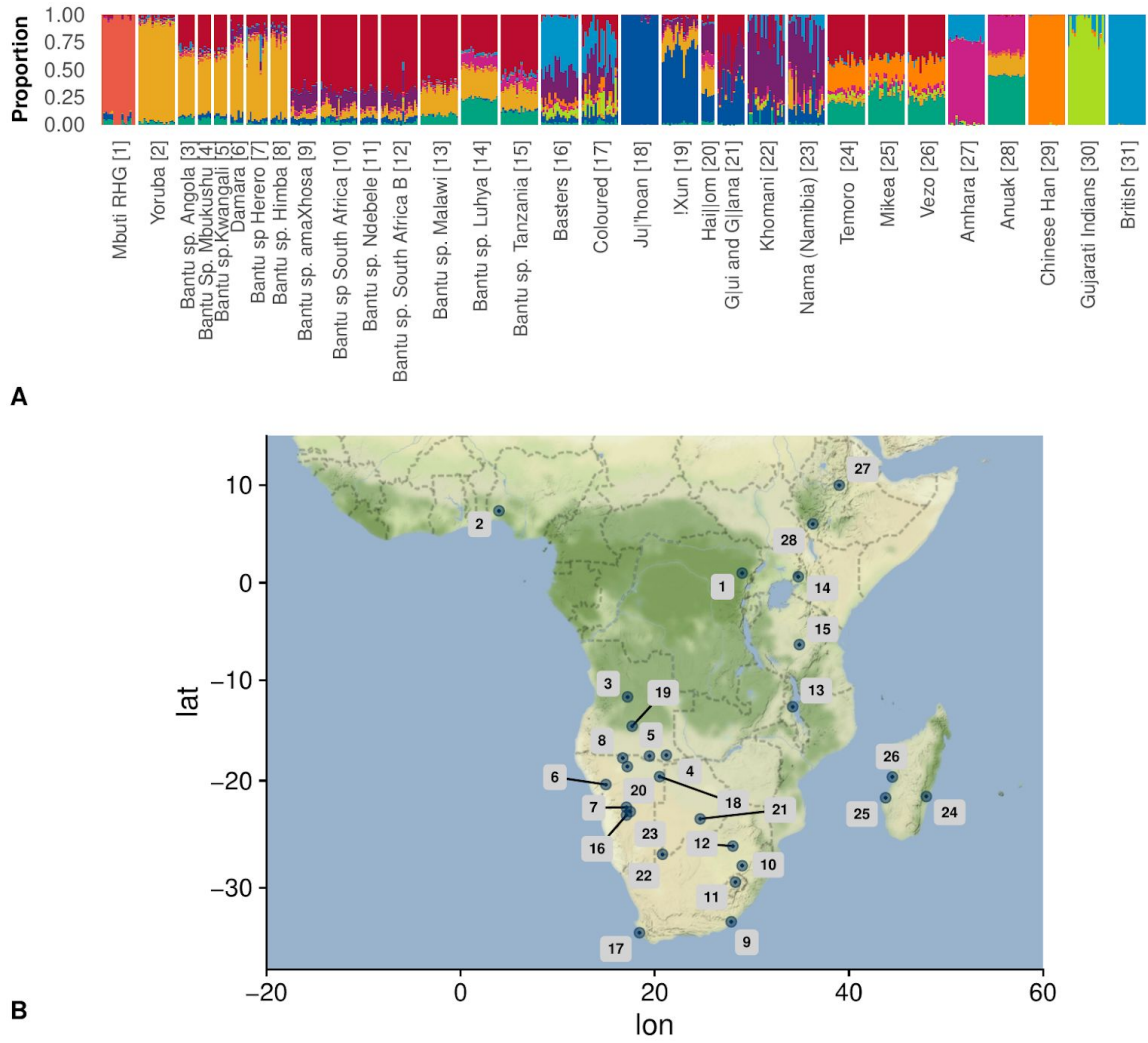 Proportion
1.00
0.75
0.50
0.25
0.00
Mbuti RHG [1]
Yoruba [2]
Bantu sp. Angola [3]
Bantu Sp. Mbukushu [4]
Bantu sp.Kwangali [5]
Damara [6]
Bantu sp Herero [7]
Bantu sp. Himba [8]
Bantu sp. amaXhosa [9]
Bantu sp South Africa [10]
Bantu sp. Ndebele [11]
Bantu sp. South Africa B [12]
Bantu sp. Malawi [13]
Bantu sp. Luhya [14]
Bantu sp. Tanzania [15]
Basters [16]
Coloured [17]
Ju|'hoan [18]
!Xun [19]
Hai||om [20]
G|ui and G||ana [21]
Khomani [22]
Nama (Namibia) [23]
Temoro [24]
Mikea [25]
Vezo [26]
Amhara [27]
Anuak [28]
Chinese Han [29]
Gujarati Indians [30]
British [31]
A
10
0
−10
−20
−30
lat
27
2
28
1
14
15
3
19
13
8
5
4
26
6
20
18
21
7
25
24
16
23
12
22
10
11
17
9
−20
0
20
40
60
lon
B